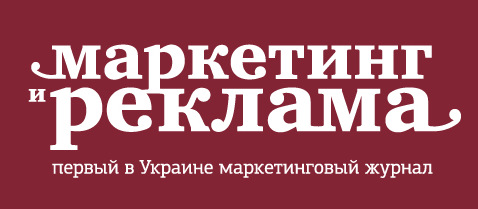 маркетинг
и реклама
первый в Украине маркетинговый журнал